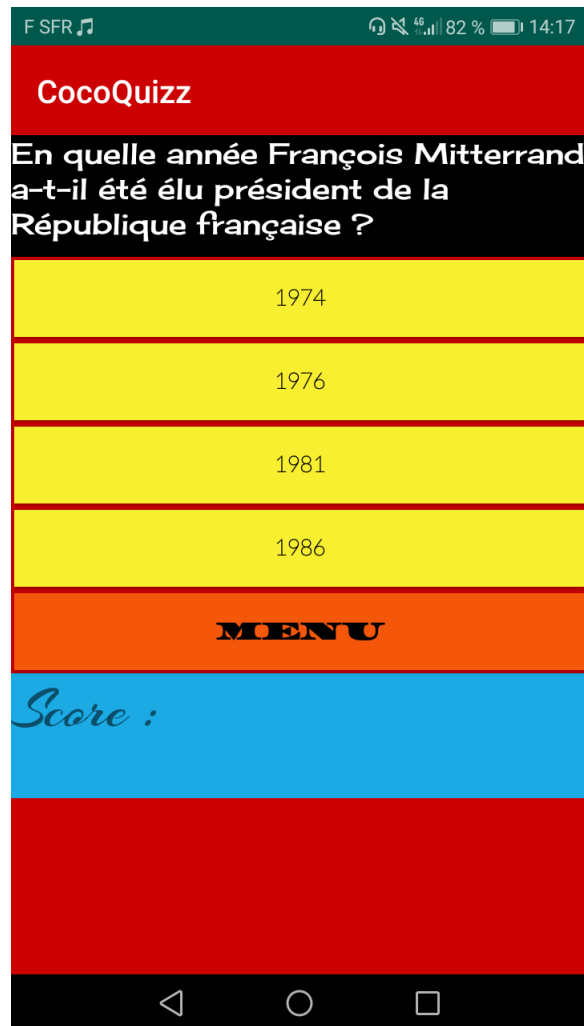 F SFR 4G 82 % 14:17
CocoQuizz
En quelle année François Mitterrand
a-t-il été élu président de la
République française ?
1974
1976
1981
1986
MENU
Score :